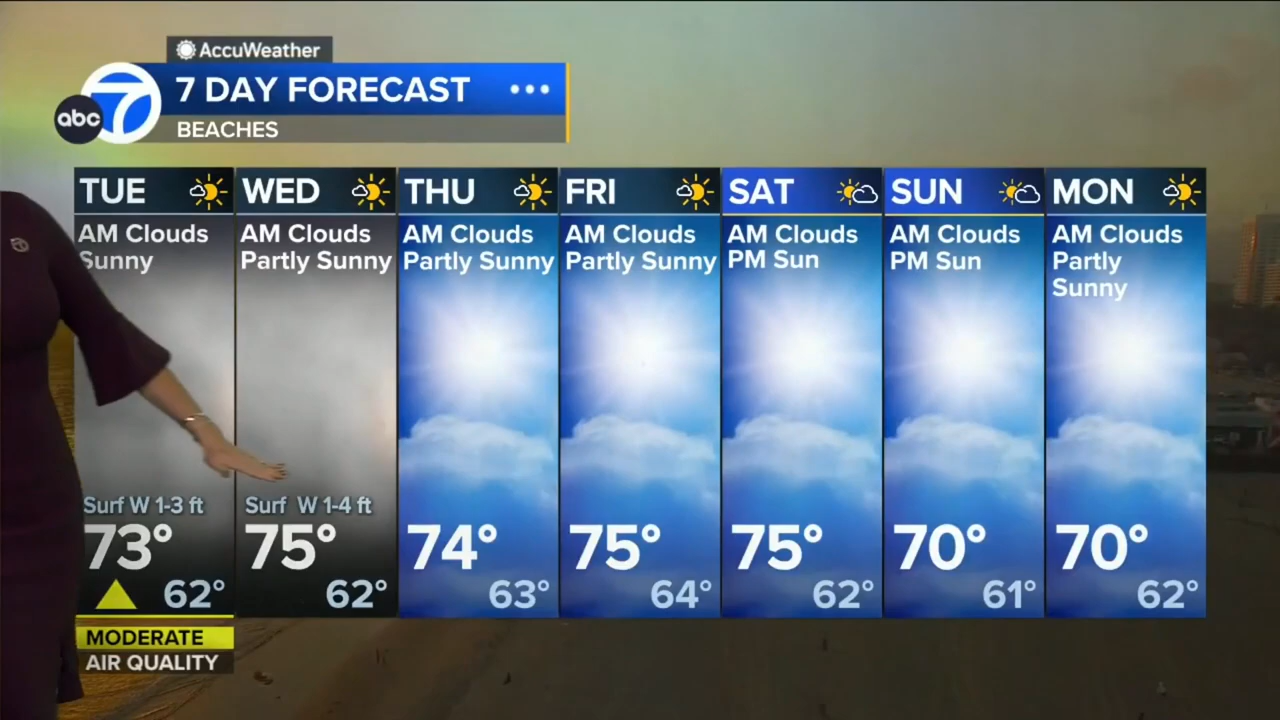 AccuWeather
abc 7
7 DAY FORECAST
BEACHES
TUE
AM Clouds
Sunny
Surf W 1-3 ft
73°
62°
MODERATE
AIR QUALITY
WED
AM Clouds
Partly Sunny
Surf W 1-4 ft
75°
62°
THU
AM Clouds
Partly Sunny
74°
63°
FRI
AM Clouds
Partly Sunny
75°
64°
SAT
AM Clouds
PM Sun
75°
62°
SUN
AM Clouds
PM Sun
70°
61°
MON
AM Clouds
Partly
Sunny
70°
62°